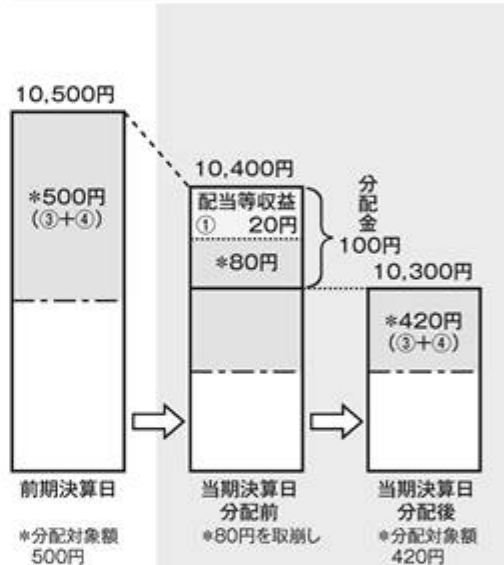 10,500円
*500円
(③+④)
前期決算日
*分配対象額
500円
10,400円
配当等収益
① 20円
*80円
分配金
100円
当期決算日
分配前
*80円を取崩し
10,300円
*420円
(③+④)
当期決算日
分配後
*分配対象額
420円